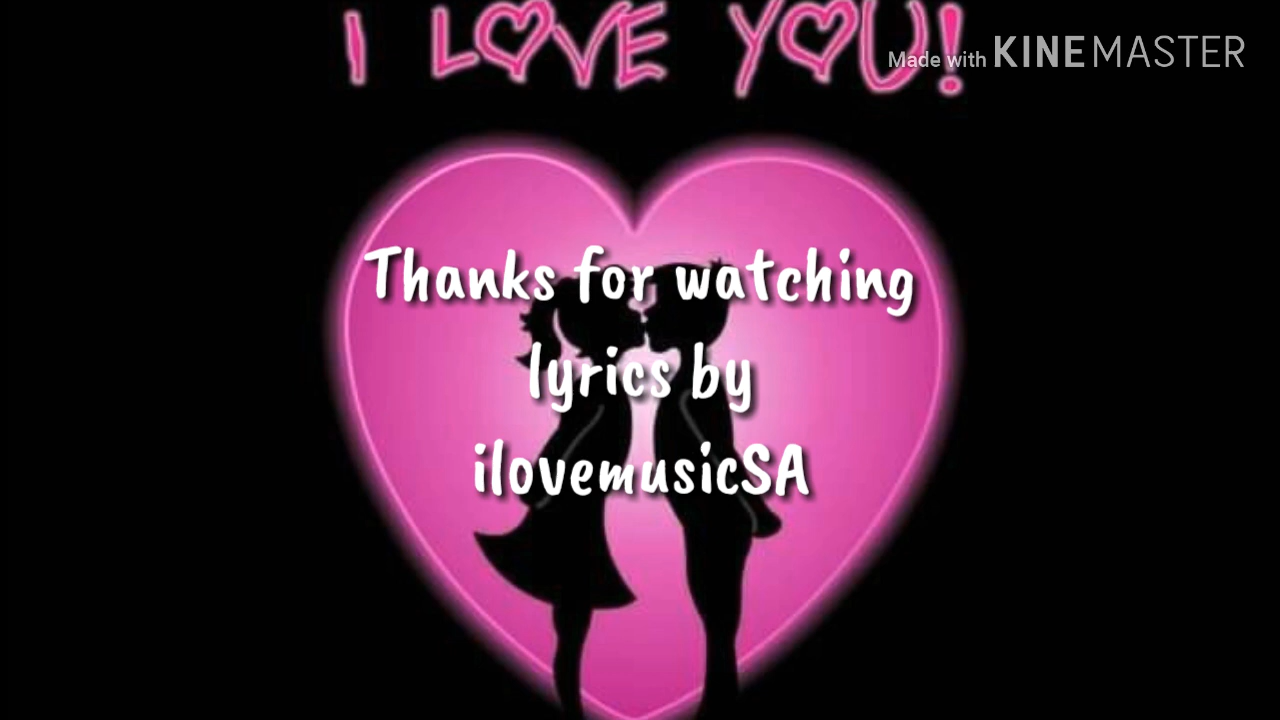 I LOVE YOU!
Made with KINEMASTER
Thanks for watching
lyrics by
ilovemusicSA